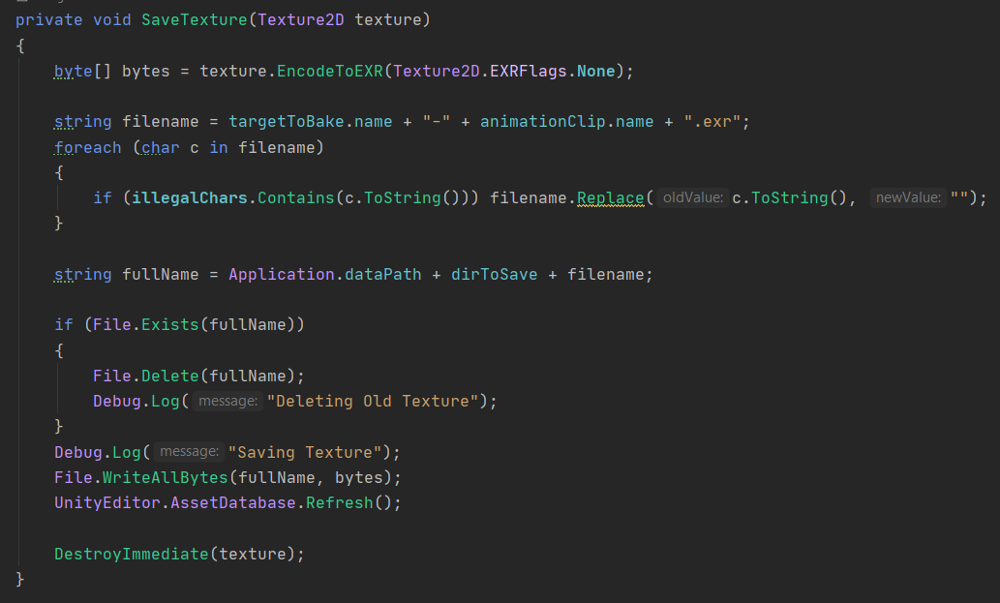 private void SaveTexture(Texture2D texture)
{
    byte[] bytes = texture.EncodeToEXR(Texture2D.EXRFlags.None);

    string filename = targetToBake.name + "-" + animationClip.name + ".exr";
    foreach (char c in filename)
    {
        if (illegalChars.Contains(c.ToString())) filename.Replace( oldValue: c.ToString(), newValue: "");
    }

    string fullName = Application.dataPath + dirToSave + filename;

    if (File.Exists(fullName))
    {
        File.Delete(fullName);
        Debug.Log( message: "Deleting Old Texture");
    }
    Debug.Log( message: "Saving Texture");
    File.WriteAllBytes(fullName, bytes);
    UnityEditor.AssetDatabase.Refresh();

    DestroyImmediate(texture);
}